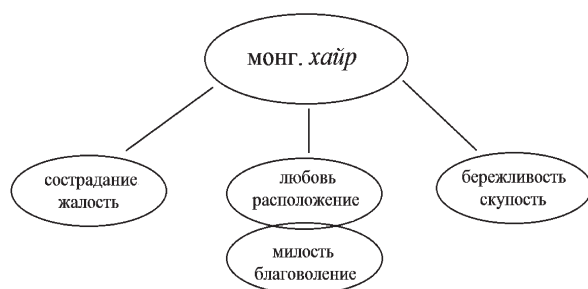 монг. хайр
сострадание
жалость
любовь
расположение
милость
благоволение
бережливость
скупость